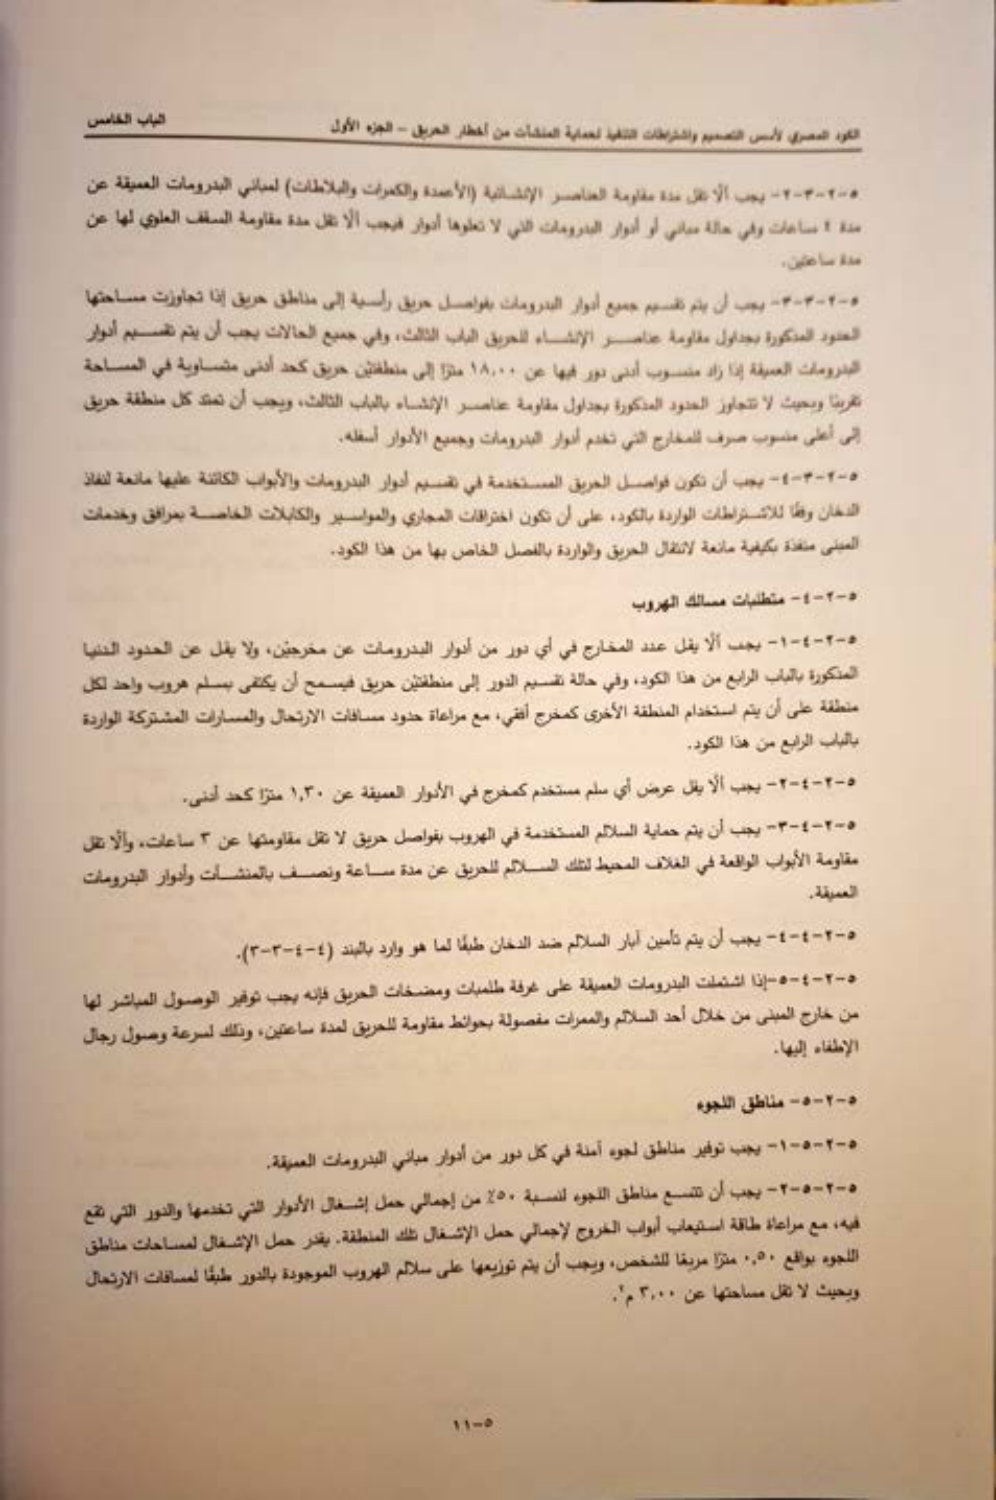 الكود المصري لأسس التصميم واشتراطات التنفيذ لحماية المنشآت من أخطار الحريق – الجزء الأول
الباب الخامس
٥-٢-٣-٢- يجب ألّا تقل مدة مقاومة العناصر الإنشائية (الأعمدة والكمرات والبلاطات) لمباني البدرومات العميقة عن
مدة ٤ ساعات وفي حالة مباني أو أدوار البدرومات التي لا تعلوها أدوار فيجب ألّا تقل مدة مقاومة السقف العلوي لها عن
مدة ساعتين.
٥-٢-٣-٣- يجب أن يتم تقسيم جميع أدوار البدرومات بفواصل حريق رأسية إلى مناطق حريق إذا تجاوزت مساحتها
الحدود المذكورة بجداول مقاومة عناصر الإنشاء للحريق الباب الثالث، وفي جميع الحالات يجب أن يتم تقسيم أدوار
البدرومات العميقة إذا زاد منسوب أدنى دور فيها عن ١٨,٠٠ مترًا إلى منطقتيْن حريق كحد أدنى متساوية في المساحة
تقريبًا وبحيث لا تتجاوز الحدود المذكورة بجداول مقاومة عناصر الإنشاء بالباب الثالث، ويجب أن تمتد كل منطقة حريق
إلى أعلى منسوب صرف للمخارج التي تخدم أدوار البدرومات وجميع الأدوار أسفله.
٥-٢-٣-٤- يجب أن تكون فواصل الحريق المستخدمة في تقسيم أدوار البدرومات والأبواب الكائنة عليها مانعة لنفاذ
الدخان وفقًا للاشتراطات الواردة بالكود، على أن تكون اختراقات المجاري والمواسير والكابلات الخاصة بمرافق وخدمات
المبنى منفذة بكيفية مانعة لانتقال الحريق والواردة بالفصل الخاص بها من هذا الكود.
٥-٢-٤- متطلبات مسالك الهروب
٥-٢-٤-١- يجب ألّا يقل عدد المخارج في أي دور من أدوار البدرومات عن مخرجيْن، ولا يقل عن الحدود الدنيا
المذكورة بالباب الرابع من هذا الكود، وفي حالة تقسيم الدور إلى منطقتيْن حريق فيسمح أن يكتفى بسلم هروب واحد لكل
منطقة على أن يتم استخدام المنطقة الأخرى كمخرج أفقي، مع مراعاة حدود مسافات الارتحال والمسارات المشتركة الواردة
بالباب الرابع من هذا الكود.
٥-٢-٤-٢- يجب ألّا يقل عرض أي سلم مستخدم كمخرج في الأدوار العميقة عن ١,٣٠ مترًا كحد أدنى.
٥-٢-٤-٣- يجب أن يتم حماية السلالم المستخدمة في الهروب بفواصل حريق لا تقل مقاومتها عن ٣ ساعات، وألّا تقل
مقاومة الأبواب الواقعة في الغلاف المحيط لتلك السلالم للحريق عن مدة ساعة ونصف بالمنشآت وأدوار البدرومات
العميقة.
٥-٢-٤-٤- يجب أن يتم تأمين آبار السلالم ضد الدخان طبقًا لما هو وارد بالبند (٤-٤-٣-٣).
٥-٢-٤-٥-إذا اشتملت البدرومات العميقة على غرفة طلمبات ومضخات الحريق فإنه يجب توفير الوصول المباشر لها
من خارج المبنى من خلال أحد السلالم والممرات مفصولة بحوائط مقاومة للحريق لمدة ساعتين، وذلك لسرعة وصول رجال
الإطفاء إليها.
٥-٢-٥- مناطق اللجوء
٥-٢-٥-١- يجب توفير مناطق لجوء آمنة في كل دور من أدوار مباني البدرومات العميقة.
٥-٢-٥-٢- يجب أن تتسع مناطق اللجوء لنسبة ٥٠٪ من إجمالي حمل إشغال الأدوار التي تخدمها والدور التي تقع
فيه، مع مراعاة طاقة استيعاب أبواب الخروج لإجمالي حمل الإشغال تلك المنطقة. يقدر حمل الإشغال لمساحات مناطق
اللجوء بواقع ٠,٥٠ مترًا مربعًا للشخص، ويجب أن يتم توزيعها على سلالم الهروب الموجودة بالدور طبقًا لمسافات الارتحال
وبحيث لا تقل مساحتها عن ٣,٠٠ م٢.
٥-١١